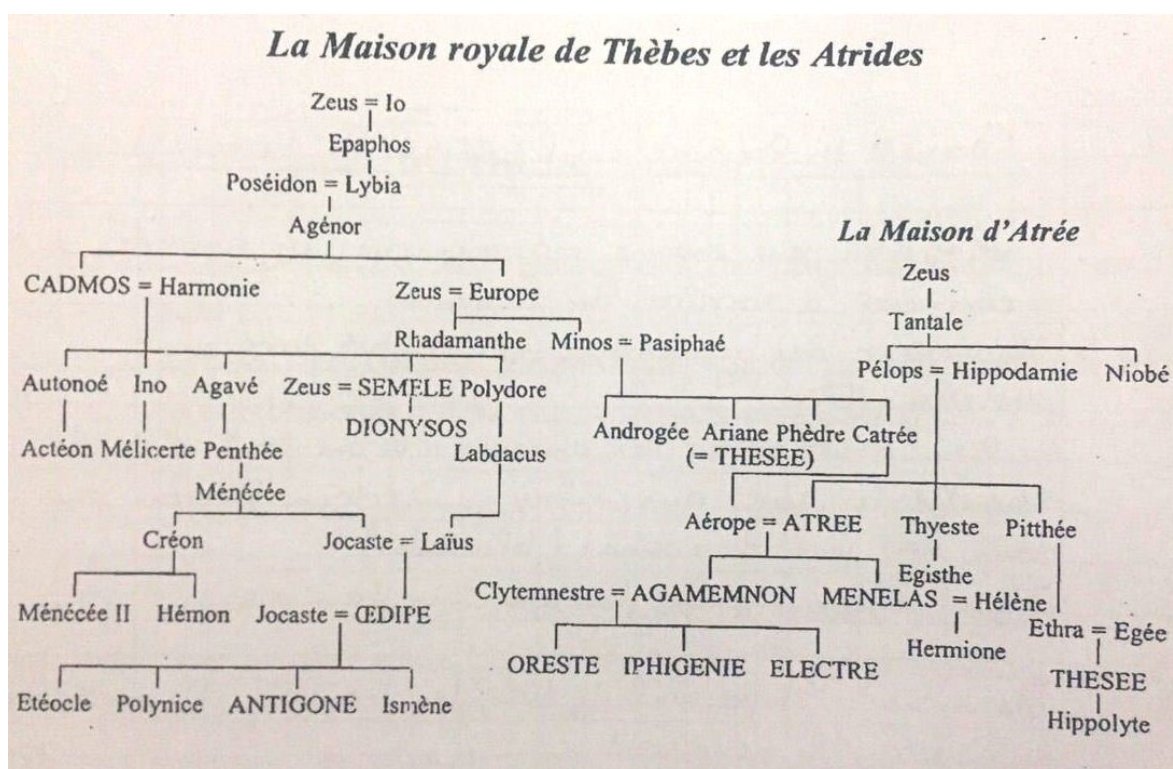 La Maison royale de Thèbes et les Atrides
Zeus = Io
Epaphos
Poséidon = Lybia
Agénor
La Maison d'Atrée
CADMOS = Harmonie
Zeus = Europe
Zeus
Tantale
Rhadamanthe Minos = Pasiphaé
Pélops = Hippodamie Niobé
Autonoé Ino Agavé Zeus = SEMELE Polydore
DIONYSOS
Androgée Ariane Phèdre Catrée
(= THESEE)
Actéon Mélicerte Penthée
Labdacus
Ménécée
Aérope = ATREE Thyeste Pitthée
Créon Jocaste = Laïus
Egisthe
Clytemnestre = AGAMEMNON MENELAS = Hélène
Ménécée II Hémon Jocaste = ŒDIPE
Ethra = Egée
Hermione
ORESTE IPHIGENIE ELECTRE
THESEE
Etéocle Polynice ANTIGONE Ismène
Hippolyte